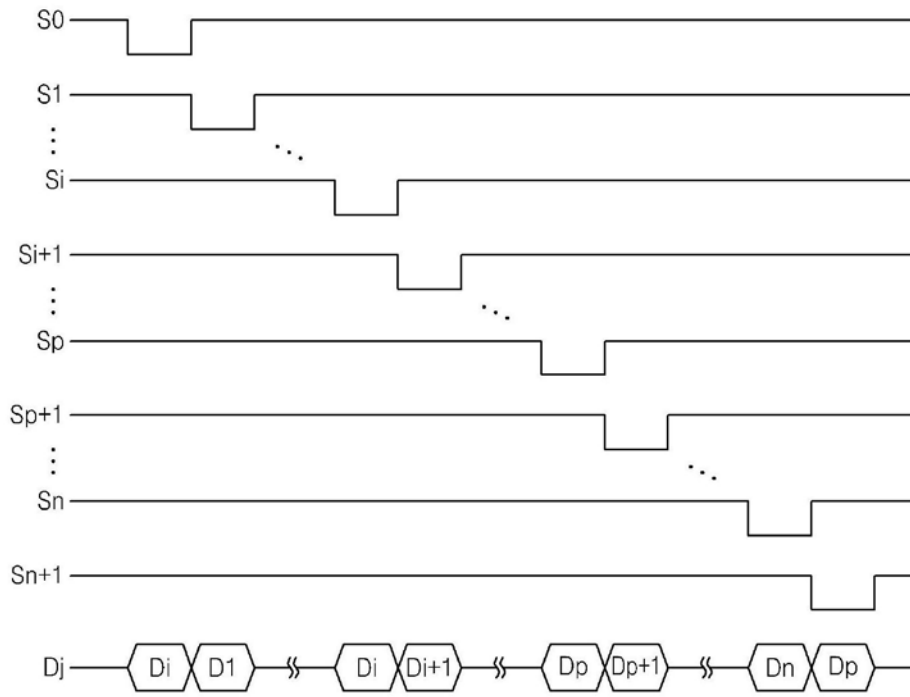 S0
S1
Si
Si+1
Sp
Sp+1
Sn
Sn+1
Dj Di D1 Di Di+1 Dp Dp+1 Dn Dp